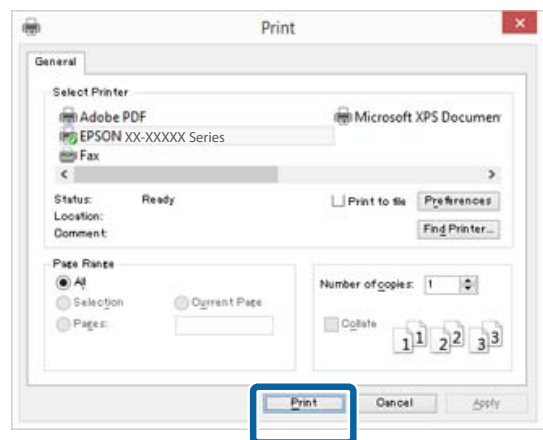 Print
General
Select Printer
Adobe PDF
Microsoft XPS Documen
EPSON XX-XXXXX Series
Fax
Status: Ready
Print to file
Preferences
Location:
Comment:
Find Printer...
Page Range
All
Selection
Current Page
Pages:
Number of copies: 1
Collate
1 1 2 2 3 3
Print
Cancel
Apply